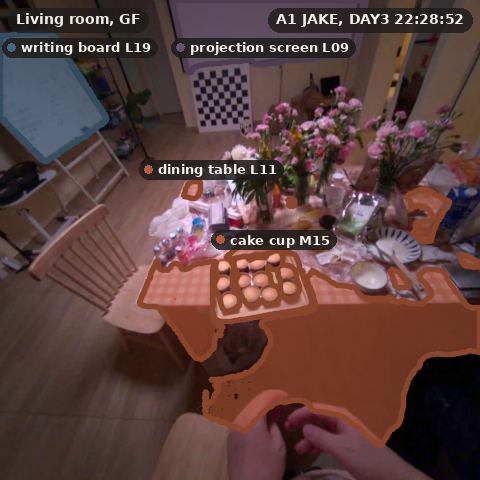 Living room, GF
A1 JAKE, DAY3 22:28:52
writing board L19
projection screen L09
dining table L11
cake cup M15